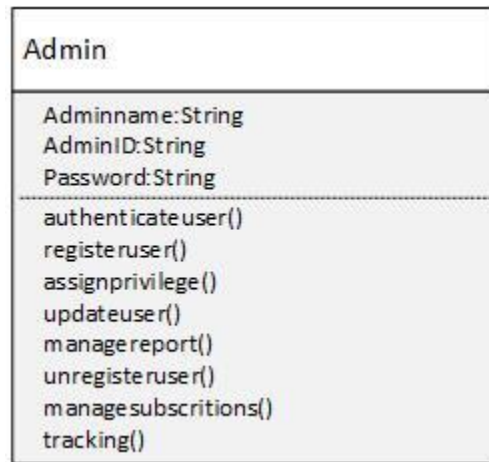 Admin
Adminname:String
AdminID:String
Password:String
authenticateuser()
registeruser()
assignprivilege()
updateuser()
managereport()
unregisteruser()
managesubscritions()
tracking()